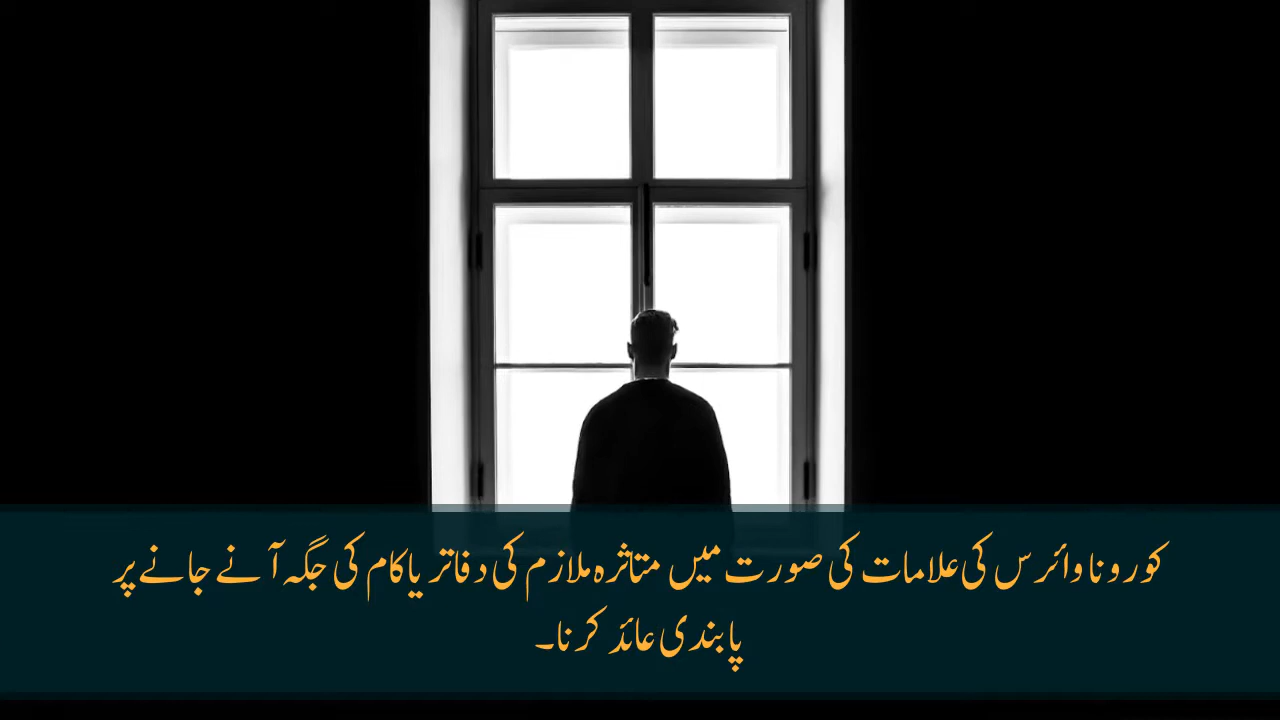 کورونا وائرس کی علامات کی صورت میں متاثرہ ملازم کی دفاتر یا کام کی جگہ آنے جانے پر
پابندی عائد کرنا۔